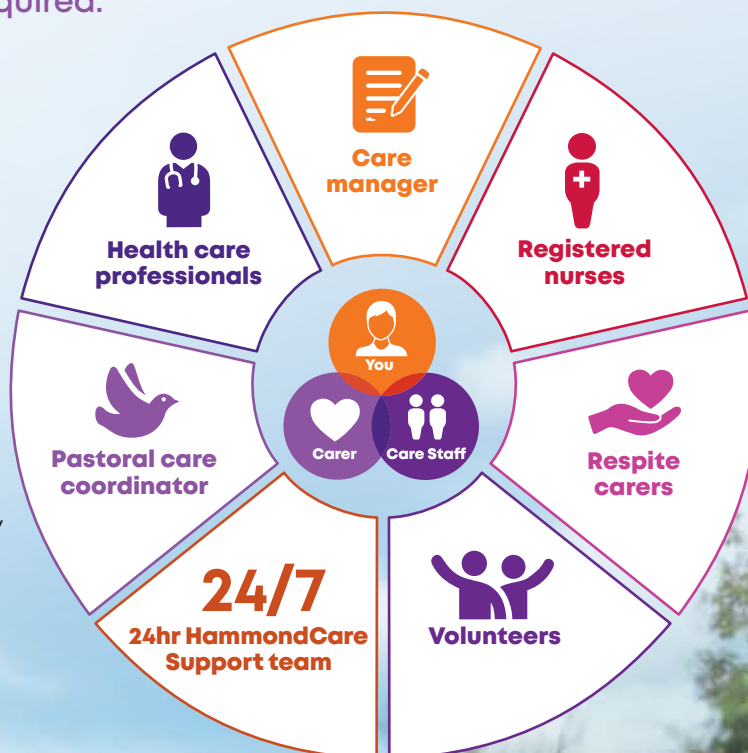 quired.
Care
manager
Registered
nurses
Respite
carers
Volunteers
24/7
24hr HammondCare
Support team
Pastoral care
coordinator
Health care
professionals
You
Carer
Care Staff